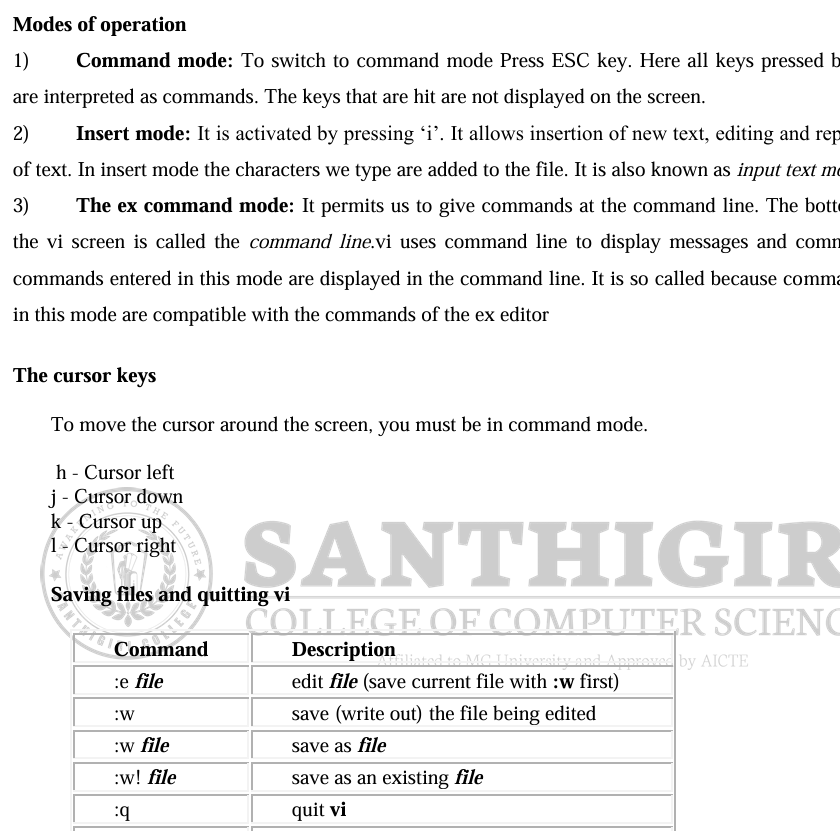 Modes of operation
1) Command mode: To switch to command mode Press ESC key. Here all keys pressed b
are interpreted as commands. The keys that are hit are not displayed on the screen.
2) Insert mode: It is activated by pressing ‘i’. It allows insertion of new text, editing and rep
of text. In insert mode the characters we type are added to the file. It is also known as input text mo
3) The ex command mode: It permits us to give commands at the command line. The botto
the vi screen is called the command line.vi uses command line to display messages and comm
commands entered in this mode are displayed in the command line. It is so called because comma
in this mode are compatible with the commands of the ex editor
The cursor keys
To move the cursor around the screen, you must be in command mode.
h - Cursor left
j - Cursor down
k - Cursor up
l - Cursor right
SANTHIGIR
Saving files and quitting vi
COLLEGE OF COMPUTER SCIENC
Affiliated to MG University and Approved by AICTE
Command Description
:e file edit file (save current file with :w first)
:w save (write out) the file being edited
:w file save as file
:w! file save as an existing file
:q quit vi